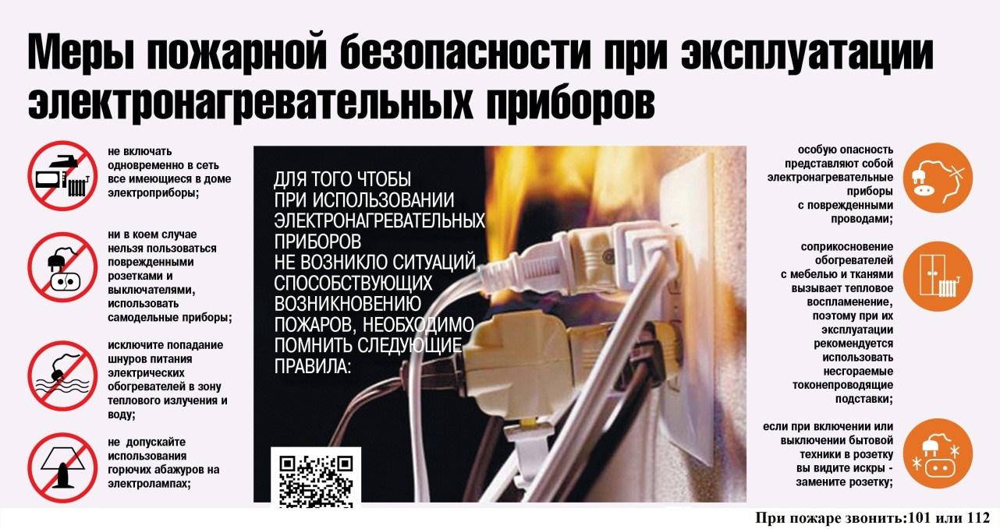 Меры пожарной безопасности при эксплуатации
электронагревательных приборов
не включать
одновременно в сеть
все имеющиеся в доме
электроприборы;
ни в коем случае
нельзя пользоваться
поврежденными
розетками и
выключателями,
использовать
самодельные приборы;
исключите попадание
шнуров питания
электрических
обогревателей в зону
теплового излучения и
воду;
не допускайте
использования
горючих абажуров на
электролампах;
ДЛЯ ТОГО ЧТОБЫ
ПРИ ИСПОЛЬЗОВАНИИ
ЭЛЕКТРОНАГРЕВАТЕЛЬНЫХ
ПРИБОРОВ
НЕ ВОЗНИКЛО СИТУАЦИЙ,
СПОСОБСТВУЮЩИХ
ВОЗНИКНОВЕНИЮ
ПОЖАРОВ, НЕОБХОДИМО
ПОМНИТЬ СЛЕДУЮЩИЕ
ПРАВИЛА:
особую опасность
представляют собой
электронагревательные
приборы
с поврежденными
проводами;
соприкосновение
обогревателей
с мебелью и тканями
вызывает тепловое
воспламенение,
поэтому при их
эксплуатации
рекомендуется
использовать
несгораемые
токонепроводящие
подставки;
если при включении или
выключении бытовой
техники в розетку
вы видите искры -
замените розетку;
При пожаре звонить:101 или 112